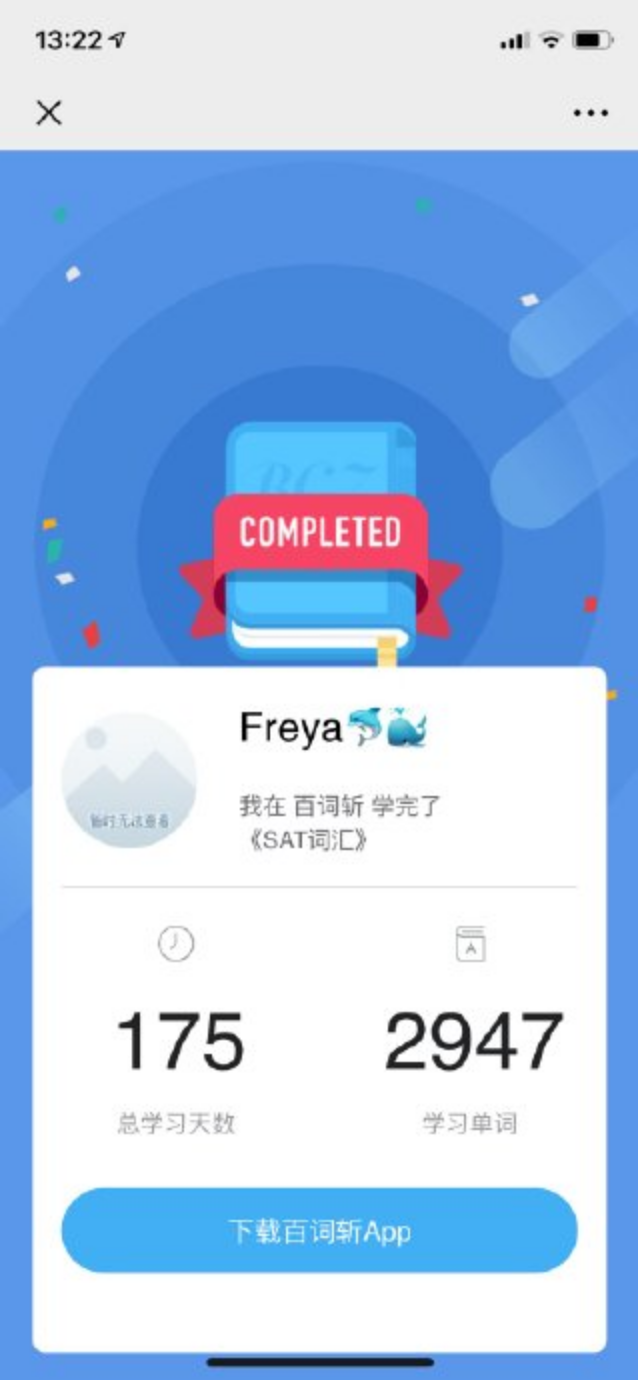 13:22
BCZ
COMPLETED
Freya🐬🐳
我在 百词斩 学完了
《SAT词汇》
暂时无法查看
175
2947
总学习天数
学习单词
下载百词斩App